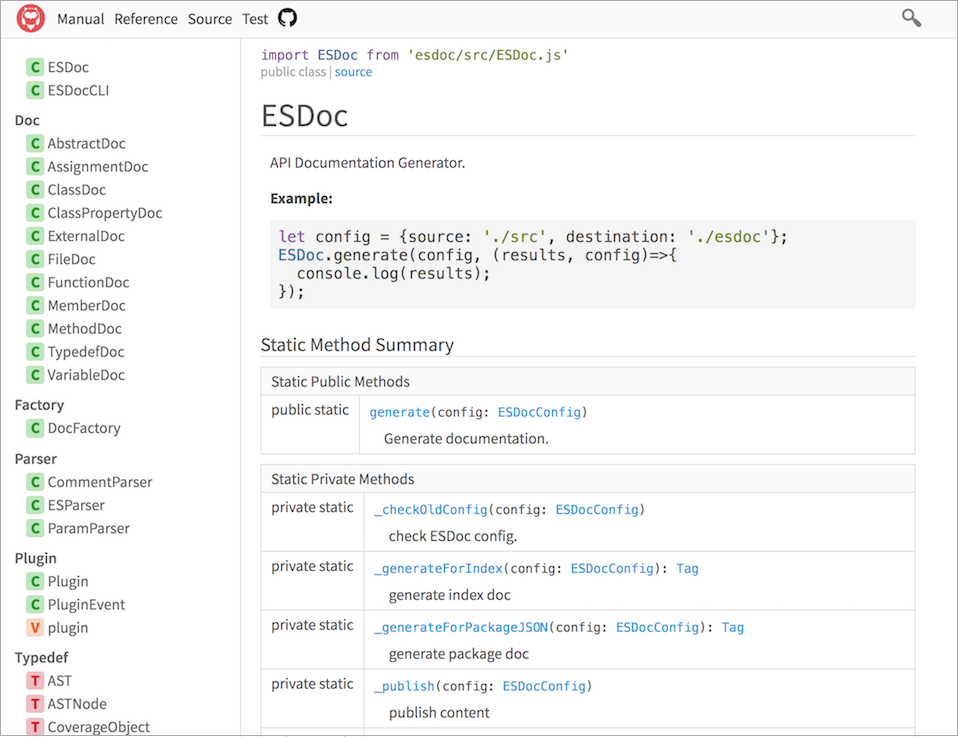 Manual Reference Source Test
C ESDoc
C ESDocCLI
Doc
C AbstractDoc
C AssignmentDoc
C ClassDoc
C ClassPropertyDoc
C ExternalDoc
C FileDoc
C FunctionDoc
C MemberDoc
C MethodDoc
C TypedefDoc
C VariableDoc
Factory
C DocFactory
Parser
C CommentParser
C ESParser
C ParamParser
Plugin
C Plugin
C PluginEvent
V plugin
Typedef
T AST
T ASTNode
T CoverageObject
import ESDoc from 'esdoc/src/ESDoc.js'
public class | source
ESDoc
API Documentation Generator.
Example:
let config = {source: './src', destination: './esdoc'};
ESDoc.generate(config, (results, config)=>{
  console.log(results);
});
Static Method Summary
Static Public Methods
public static generate(config: ESDocConfig)
Generate documentation.
Static Private Methods
private static _checkOldConfig(config: ESDocConfig)
check ESDoc config.
private static _generateForIndex(config: ESDocConfig): Tag
generate index doc
private static _generateForPackageJSON(config: ESDocConfig): Tag
generate package doc
private static _publish(config: ESDocConfig)
publish content